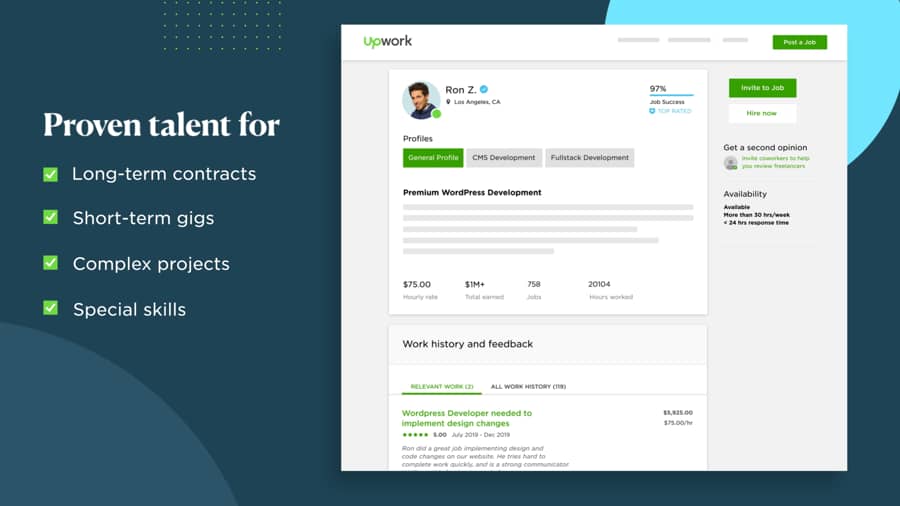 Proven talent for
Long-term contracts
Short-term gigs
Complex projects
Special skills
Upwork
Post a Job
Ron Z.
Los Angeles, CA
97%
Job Success
TOP RATED
Profiles
General Profile
CMS Development
Fullstack Development
Premium WordPress Development
$75.00
Hourly rate
$1M+
Total earned
758
Jobs
20104
Hours worked
Invite to Job
Hire now
Get a second opinion
Invite coworkers to help
you review freelancers
Availability
Available
More than 30 hrs/week
< 24 hrs response time
Work history and feedback
RELEVANT WORK (2)
ALL WORK HISTORY (119)
Wordpress Developer needed to
implement design changes
$3,925.00
$75.00/hr
5.00 July 2019 - Dec 2019
Ron did a great job implementing design and
code changes on our website. He tries hard to
complete work quickly, and is a strong communicator